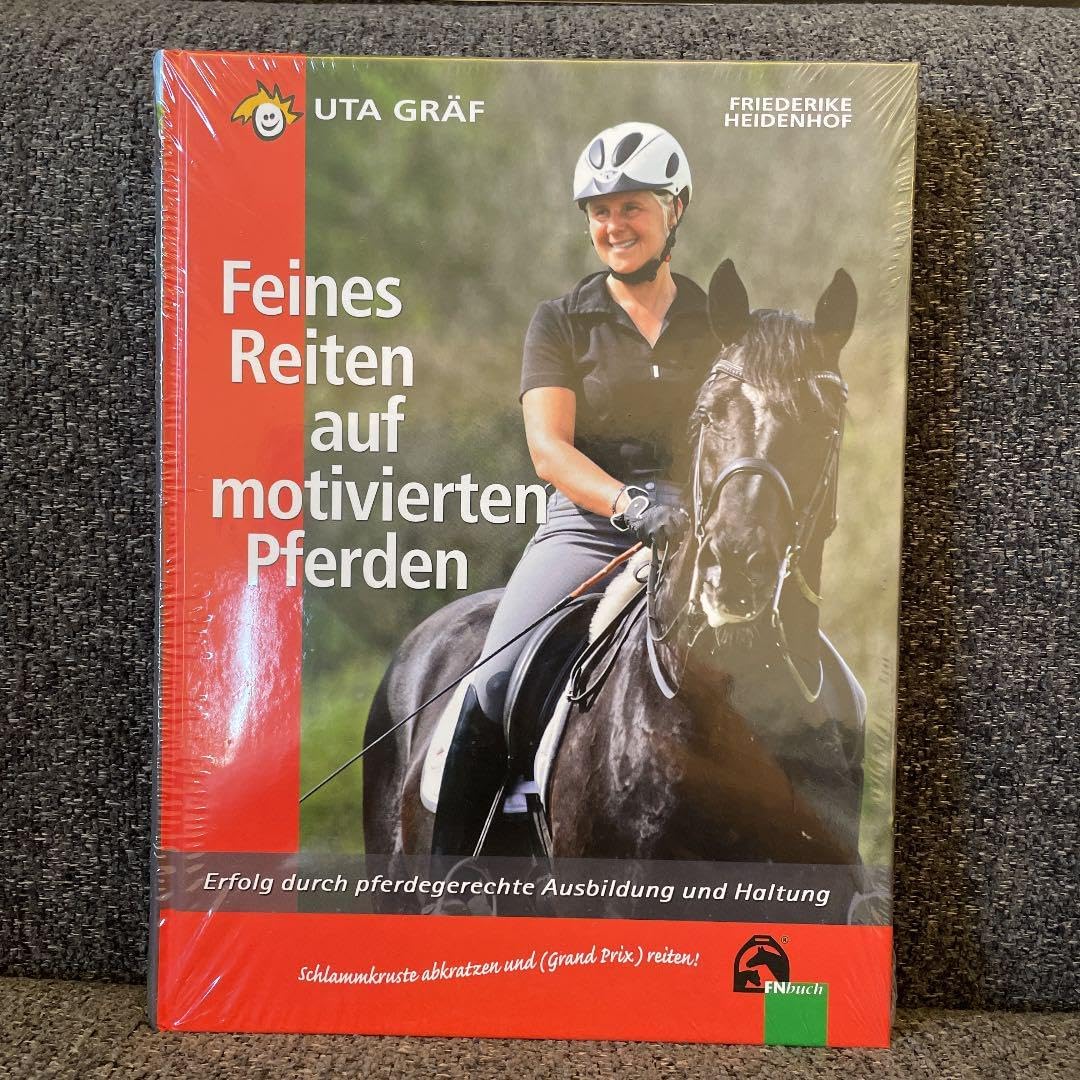 UTA GRÄF
FRIEDERIKE
HEIDENHOF
Feines
Reiten
auf
motivierten
Pferden
Erfolg durch pferdegerechte Ausbildung und Haltung
Schlammkruste abkratzen und (Grand Prix) reiten!
®
FNbuch